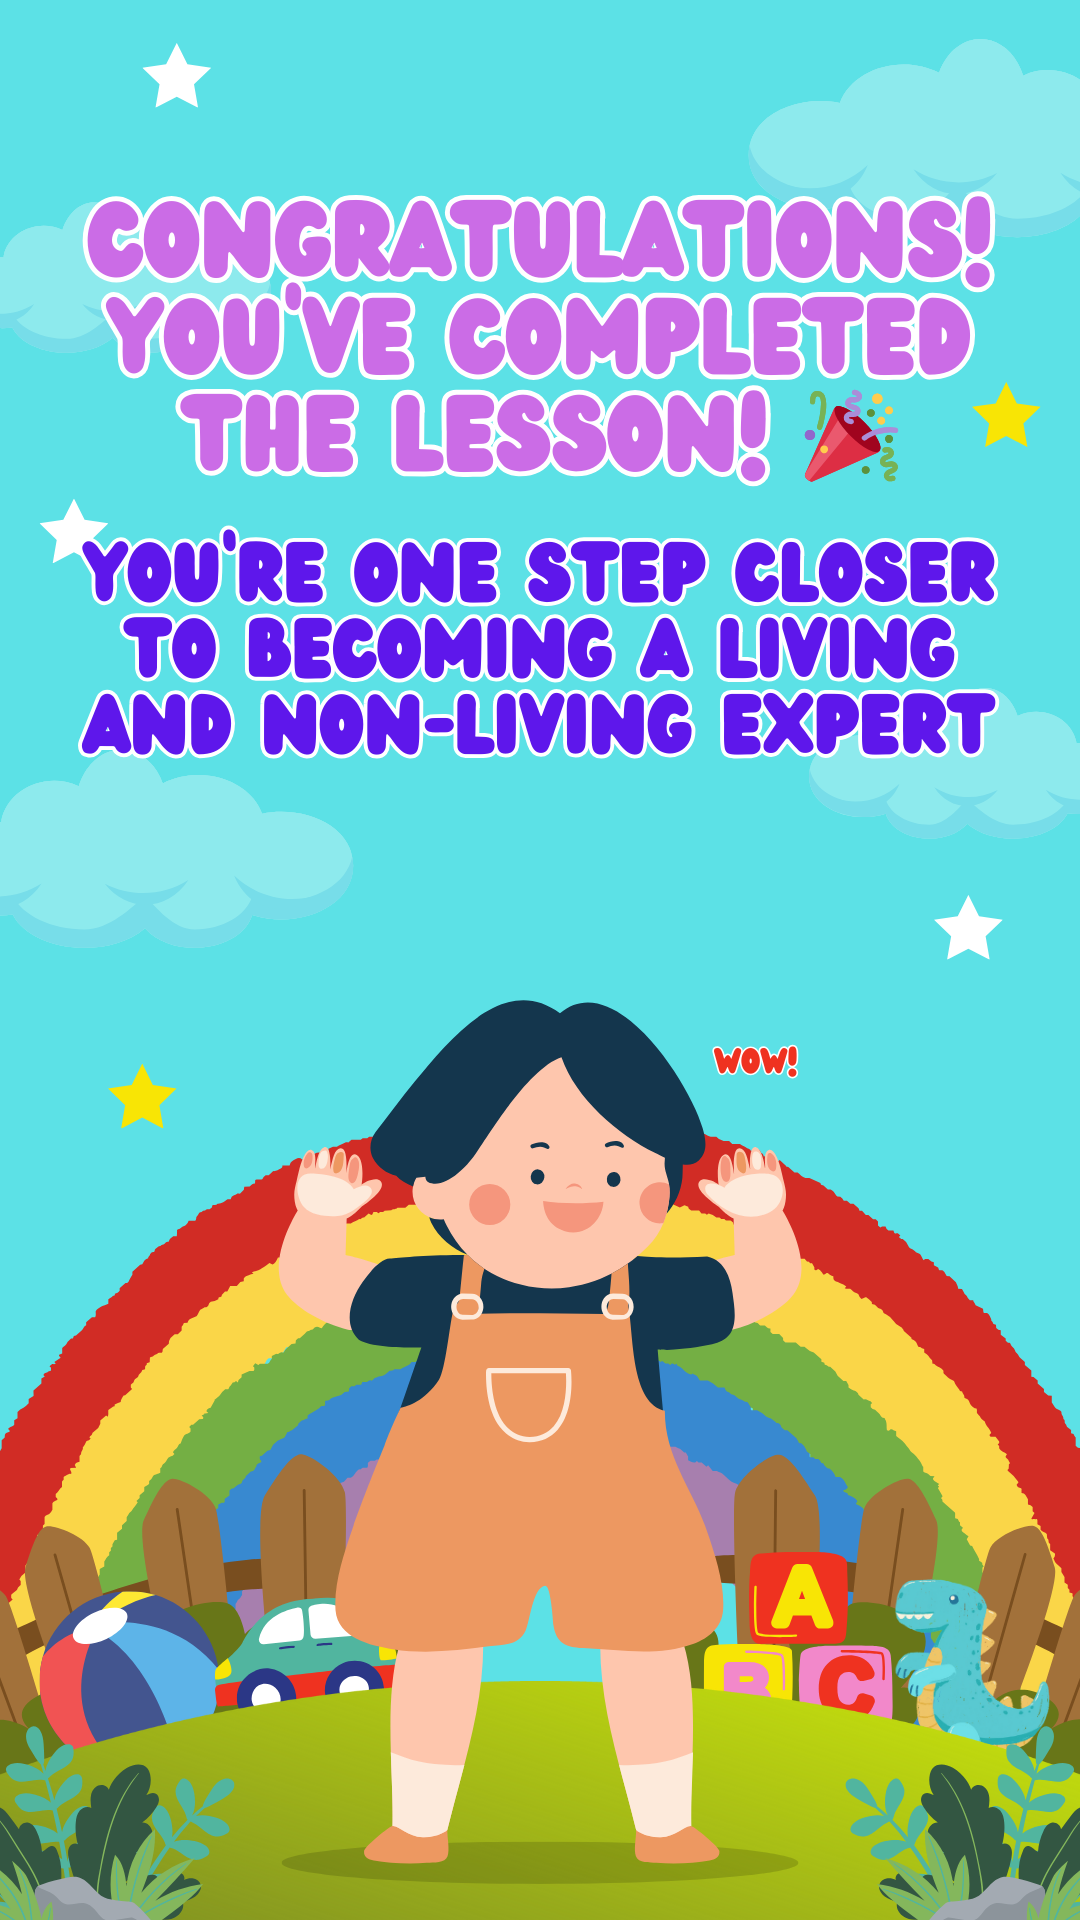 CONGRATULATIONS!
YOU'VE COMPLETED
THE LESSON! 🎉
YOU'RE ONE STEP CLOSER
TO BECOMING A LIVING
AND NON-LIVING EXPERT
WOW!
A
B C